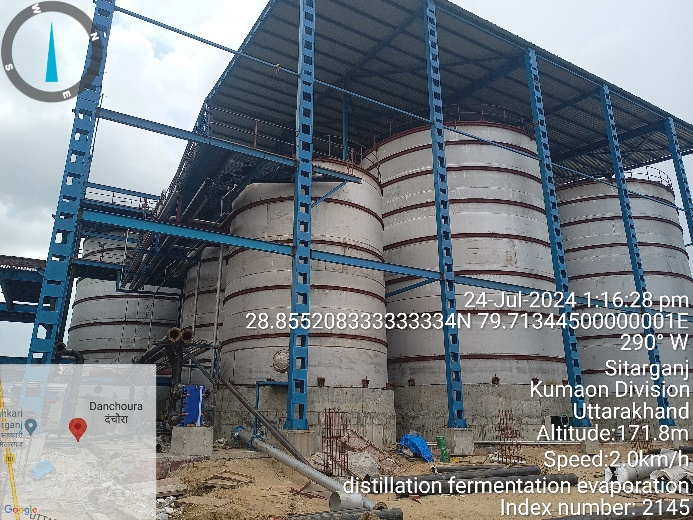 N
S
E
24-Jul-2024 1:16:28 pm
28.855208333333334N 79.71344500000001E
290° W
Sitarganj
Kumaon Division
Uttarakhand
Altitude:171.8m
Speed:2.0km/h
distillation fermentation evaporation
Index number: 2145
Danchoura
दंचौरा
Google